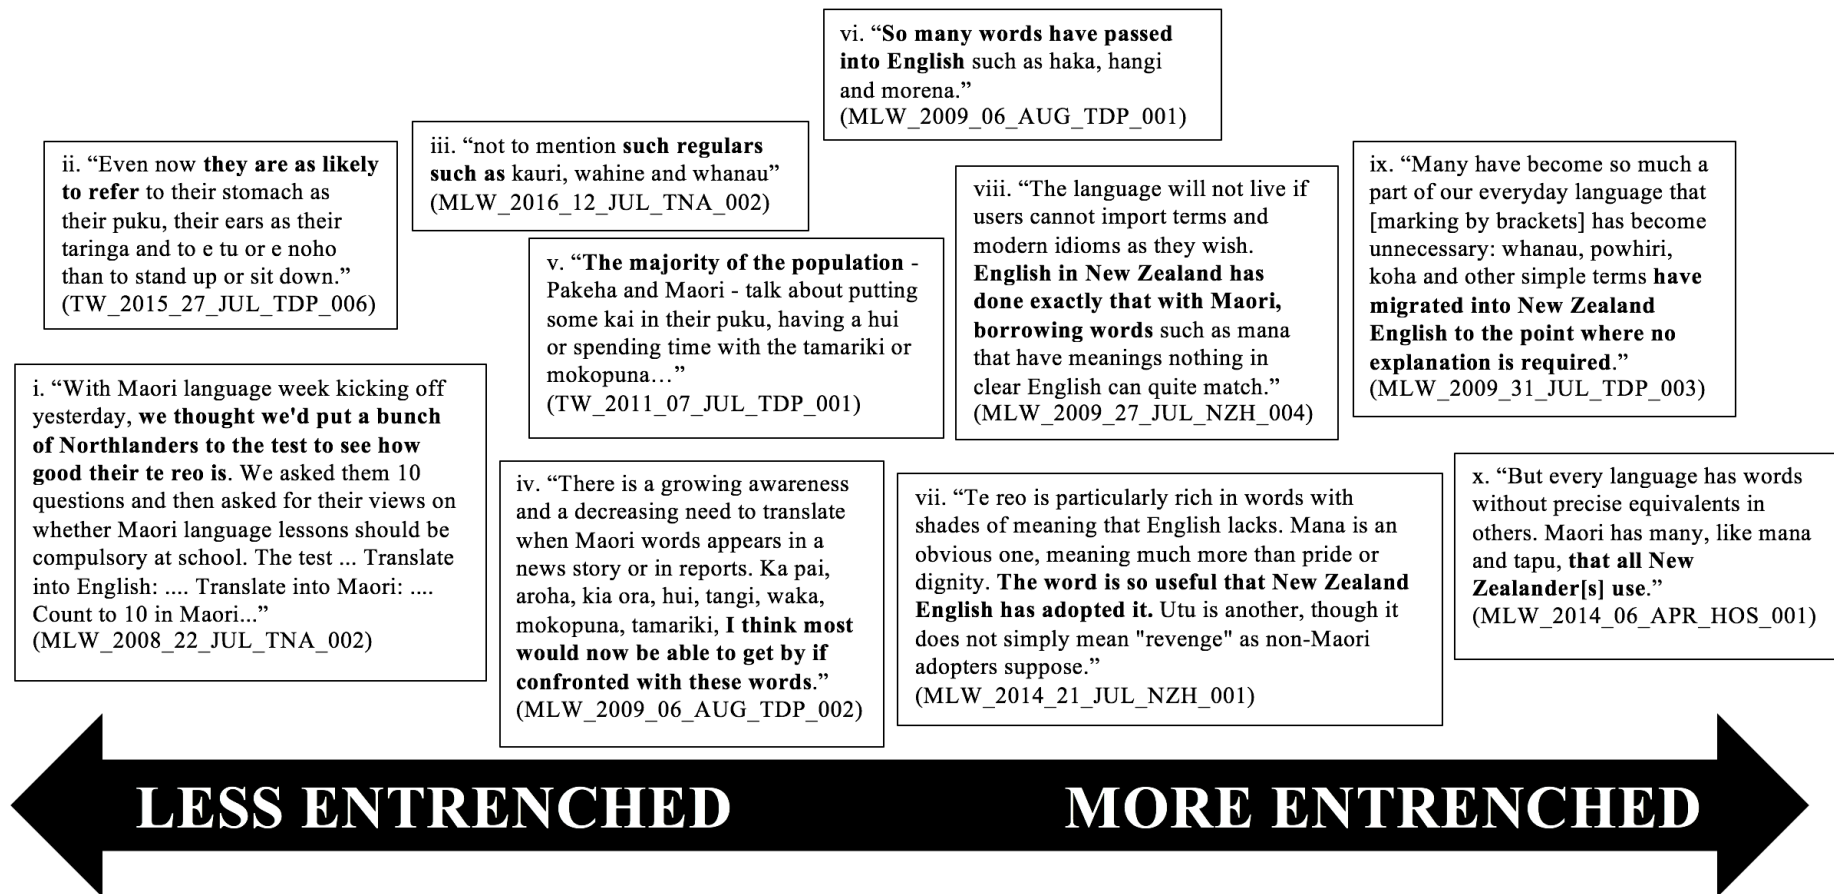 i. “With Maori language week kicking off
yesterday, we thought we'd put a bunch
of Northlanders to the test to see how
good their te reo is. We asked them 10
questions and then asked for their views on
whether Maori language lessons should be
compulsory at school. The test ... Translate
into English: .... Translate into Maori: ....
Count to 10 in Maori...”
(MLW_2008_22_JUL_TNA_002)
ii. “Even now they are as likely
to refer to their stomach as
their puku, their ears as their
taringa and to e tu or e noho
than to stand up or sit down.”
(TW_2015_27_JUL_TDP_006)
iii. “not to mention such regulars
such as kauri, wahine and whanau”
(MLW_2016_12_JUL_TNA_002)
iv. “There is a growing awareness
and a decreasing need to translate
when Maori words appears in a
news story or in reports. Ka pai,
aroha, kia ora, hui, tangi, waka,
mokopuna, tamariki, I think most
would now be able to get by if
confronted with these words.”
(MLW_2009_06_AUG_TDP_002)
v. “The majority of the population -
Pakeha and Maori - talk about putting
some kai in their puku, having a hui
or spending time with the tamariki or
mokopuna…”
(TW_2011_07_JUL_TDP_001)
vi. “So many words have passed
into English such as haka, hangi
and morena.”
(MLW_2009_06_AUG_TDP_001)
vii. “Te reo is particularly rich in words with
shades of meaning that English lacks. Mana is an
obvious one, meaning much more than pride or
dignity. The word is so useful that New Zealand
English has adopted it. Utu is another, though it
does not simply mean "revenge" as non-Maori
adopters suppose.”
(MLW_2014_21_JUL_NZH_001)
viii. “The language will not live if
users cannot import terms and
modern idioms as they wish.
English in New Zealand has
done exactly that with Maori,
borrowing words such as mana
that have meanings nothing in
clear English can quite match.”
(MLW_2009_27_JUL_NZH_004)
ix. “Many have become so much a
part of our everyday language that
[marking by brackets] has become
unnecessary: whanau, powhiri,
koha and other simple terms have
migrated into New Zealand
English to the point where no
explanation is required.”
(MLW_2009_31_JUL_TDP_003)
x. “But every language has words
without precise equivalents in
others. Maori has many, like mana
and tapu, that all New
Zealander[s] use.”
(MLW_2014_06_APR_HOS_001)
LESS ENTRENCHED
MORE ENTRENCHED